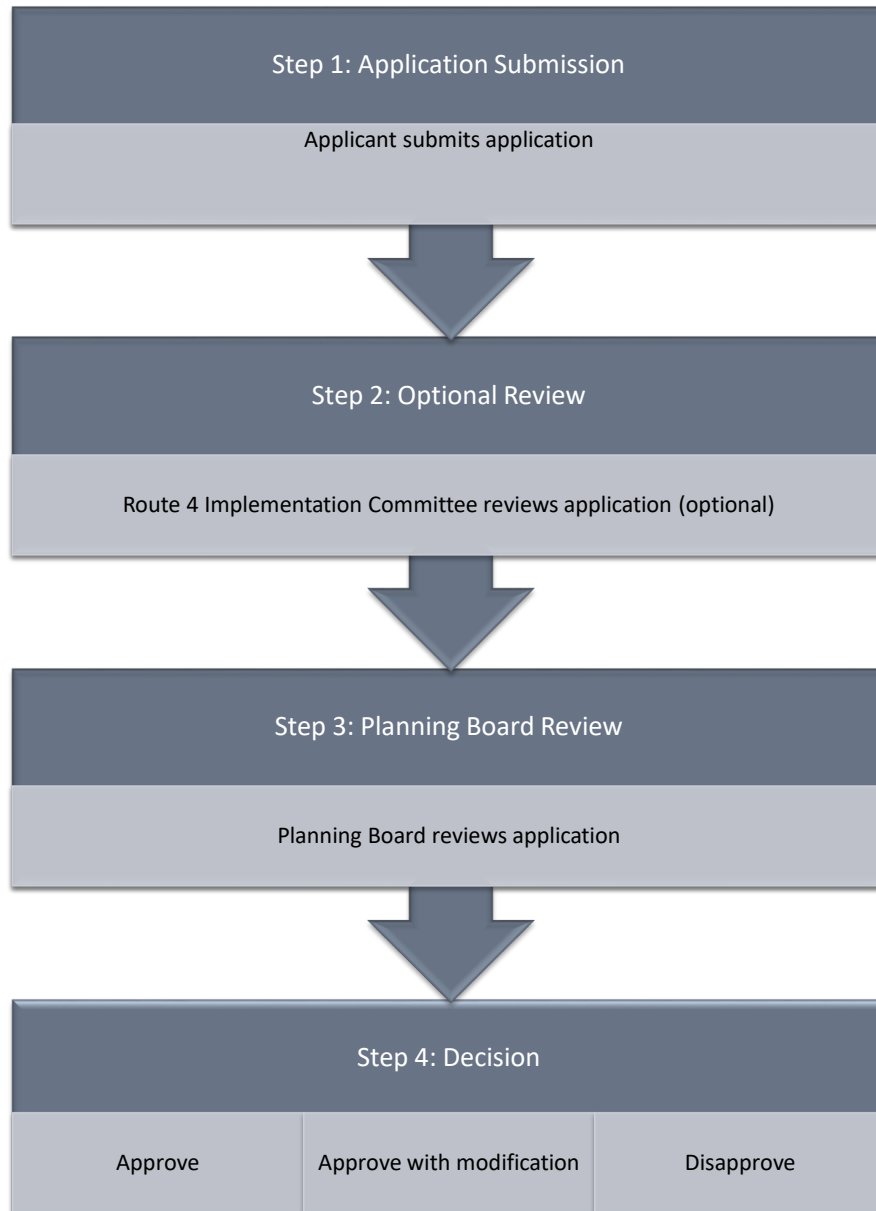 Step 1: Application Submission
Applicant submits application
Step 2: Optional Review
Route 4 Implementation Committee reviews application (optional)
Step 3: Planning Board Review
Planning Board reviews application
Step 4: Decision
Approve
Approve with modification
Disapprove